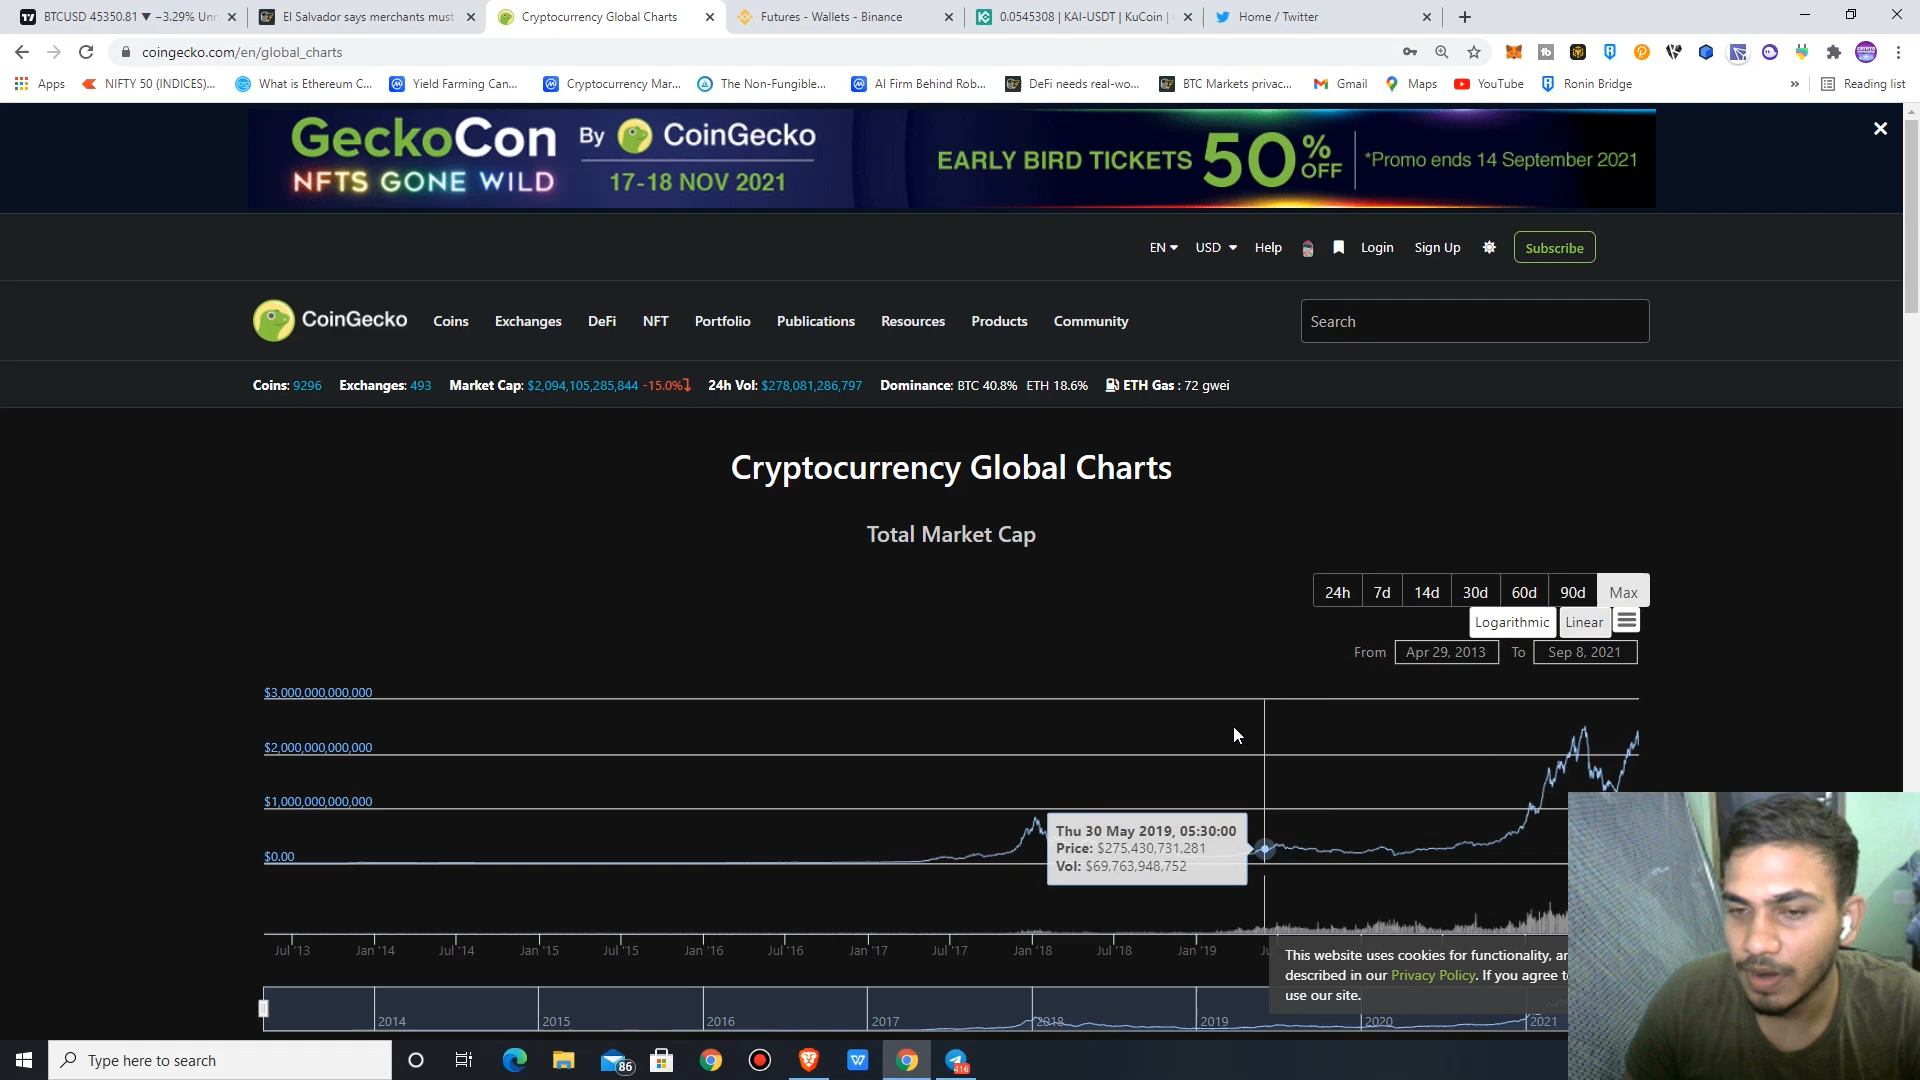 BTCUSD 45350.81 ▼ −3.29% Unn
El Salvador says merchants must
Cryptocurrency Global Charts
Futures - Wallets - Binance
0.0545308 | KAI-USDT | KuCoin |
Home / Twitter
coingecko.com/en/global_charts
Apps
NIFTY 50 (INDICES)...
What is Ethereum C...
Yield Farming Can...
Cryptocurrency Mar...
The Non-Fungible...
AI Firm Behind Rob...
DeFi needs real-wo...
BTC Markets privac...
Gmail
Maps
YouTube
Ronin Bridge
»
Reading list
GeckoCon By CoinGecko
NFTS GONE WILD 17-18 NOV 2021
EARLY BIRD TICKETS 50% OFF *Promo ends 14 September 2021
EN USD Help Login Sign Up Subscribe
CoinGecko Coins Exchanges DeFi NFT Portfolio Publications Resources Products Community Search
Coins: 9296 Exchanges: 493 Market Cap: $2,094,105,285,844 -15.0% 24h Vol: $278,081,286,797 Dominance: BTC 40.8% ETH 18.6% ETH Gas : 72 gwei
Cryptocurrency Global Charts
Total Market Cap
24h 7d 14d 30d 60d 90d Max
Logarithmic Linear
From Apr 29, 2013 To Sep 8, 2021
$3,000,000,000,000
$2,000,000,000,000
$1,000,000,000,000
$0.00
Thu 30 May 2019, 05:30:00
Price: $275,430,731,281
Vol: $69,763,948,752
Jul '13 Jan '14 Jul '14 Jan '15 Jul '15 Jan '16 Jul '16 Jan '17 Jul '17 Jan '18 Jul '18 Jan '19
This website uses cookies for functionality, an
described in our Privacy Policy. If you agree t
use our site.
2014 2015 2016 2017 2018 2019 2020 2021
Type here to search
86
416